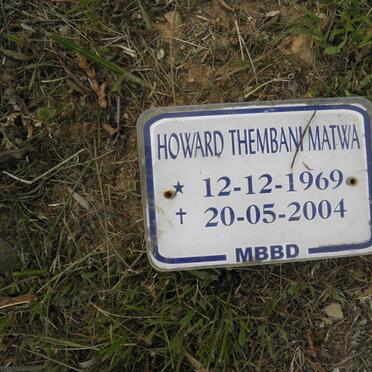 HOWARD THEMBANI MATWA
★ 12-12-1969
✝ 20-05-2004
MBBD